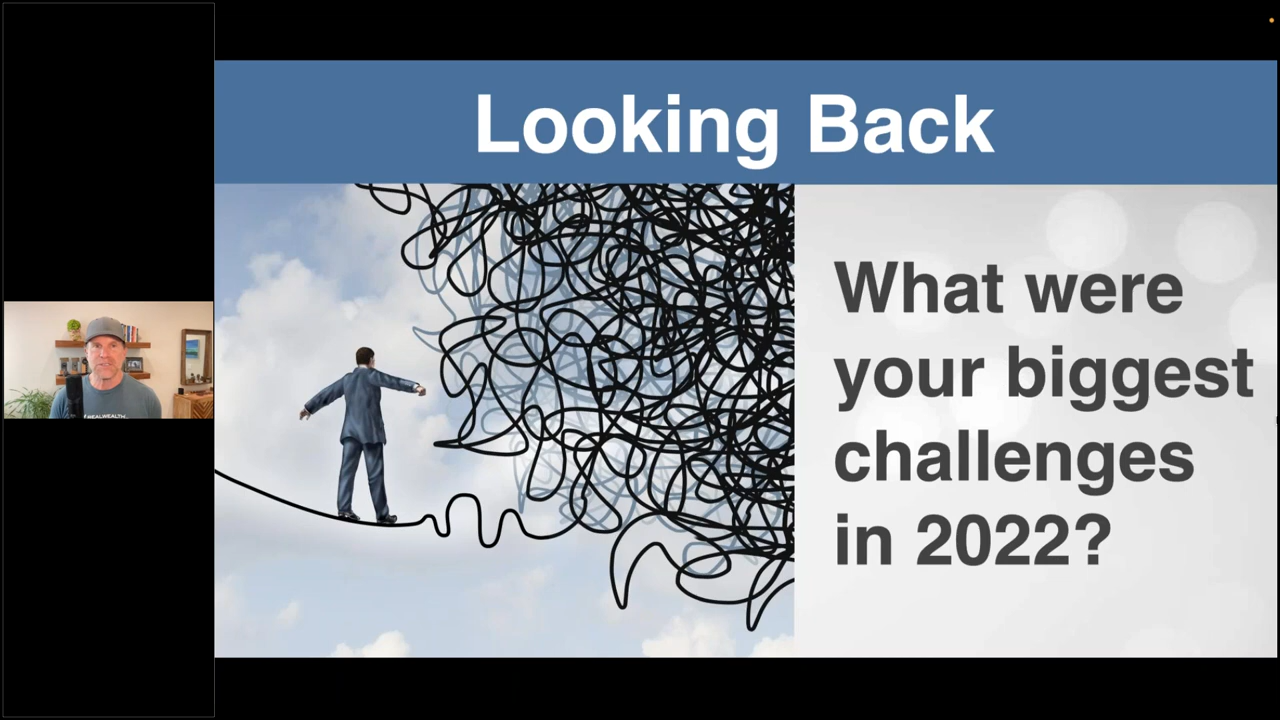 Looking Back
What were
your biggest
challenges
in 2022?